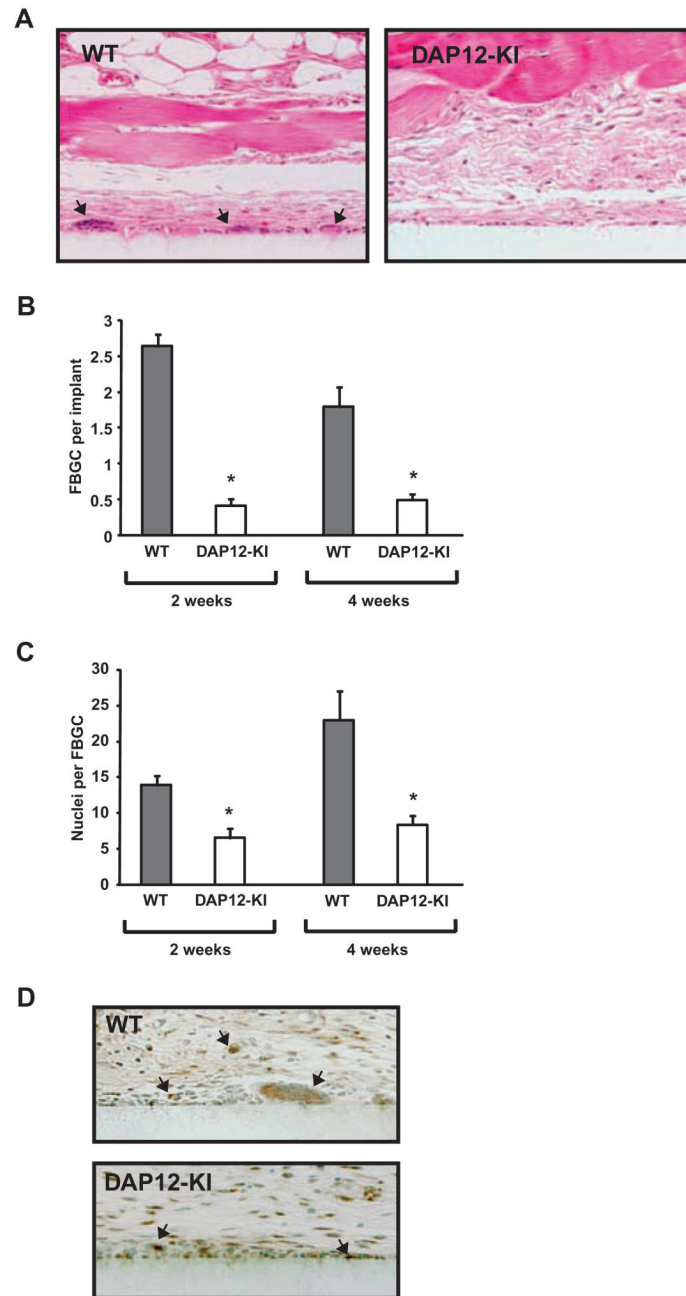 A
WT
DAP12-KI
B
FBGC per implant
3
2.5
2
1.5
1
0.5
0
*
*
WT
DAP12-KI
WT
DAP12-KI
2 weeks
4 weeks
C
Nuclei per FBGC
30
25
20
15
10
5
0
*
*
WT
DAP12-KI
WT
DAP12-KI
2 weeks
4 weeks
D
WT
DAP12-KI